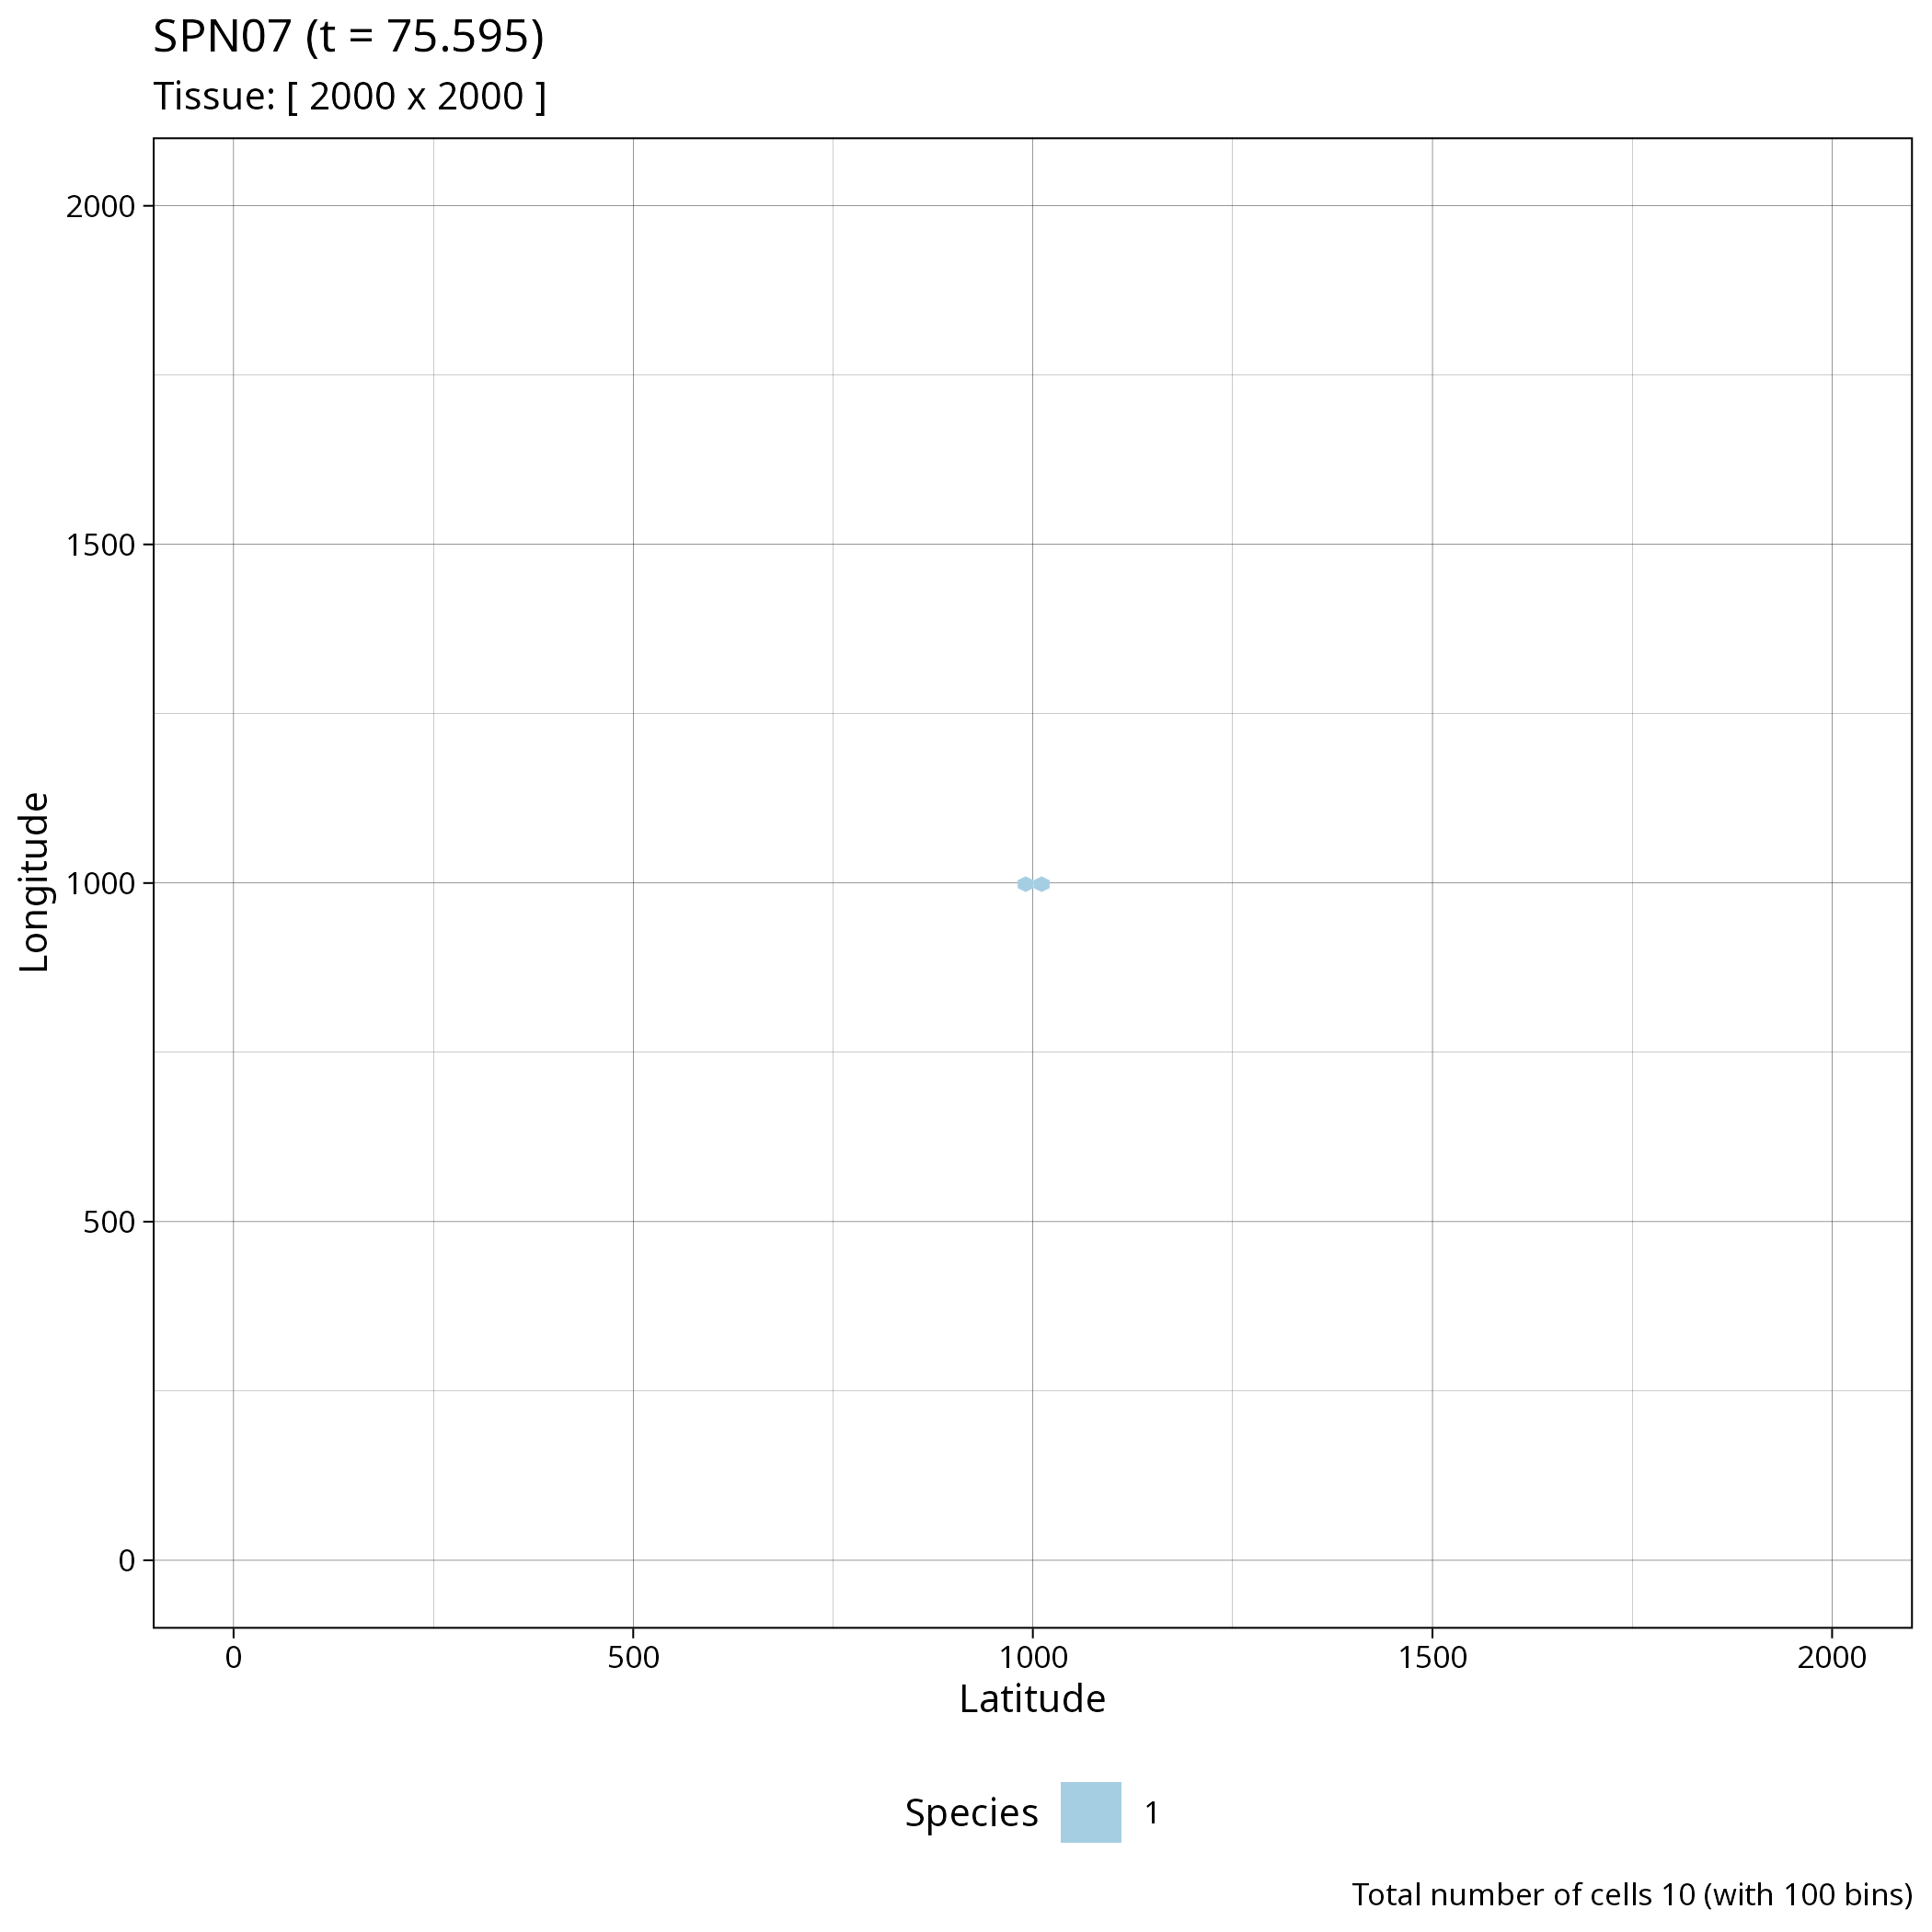 SPN07 (t = 75.595)
Tissue: [ 2000 x 2000 ]
Longitude
2000
1500
1000
500
0
0 500 1000 1500 2000
Latitude
Species 1
Total number of cells 10 (with 100 bins)